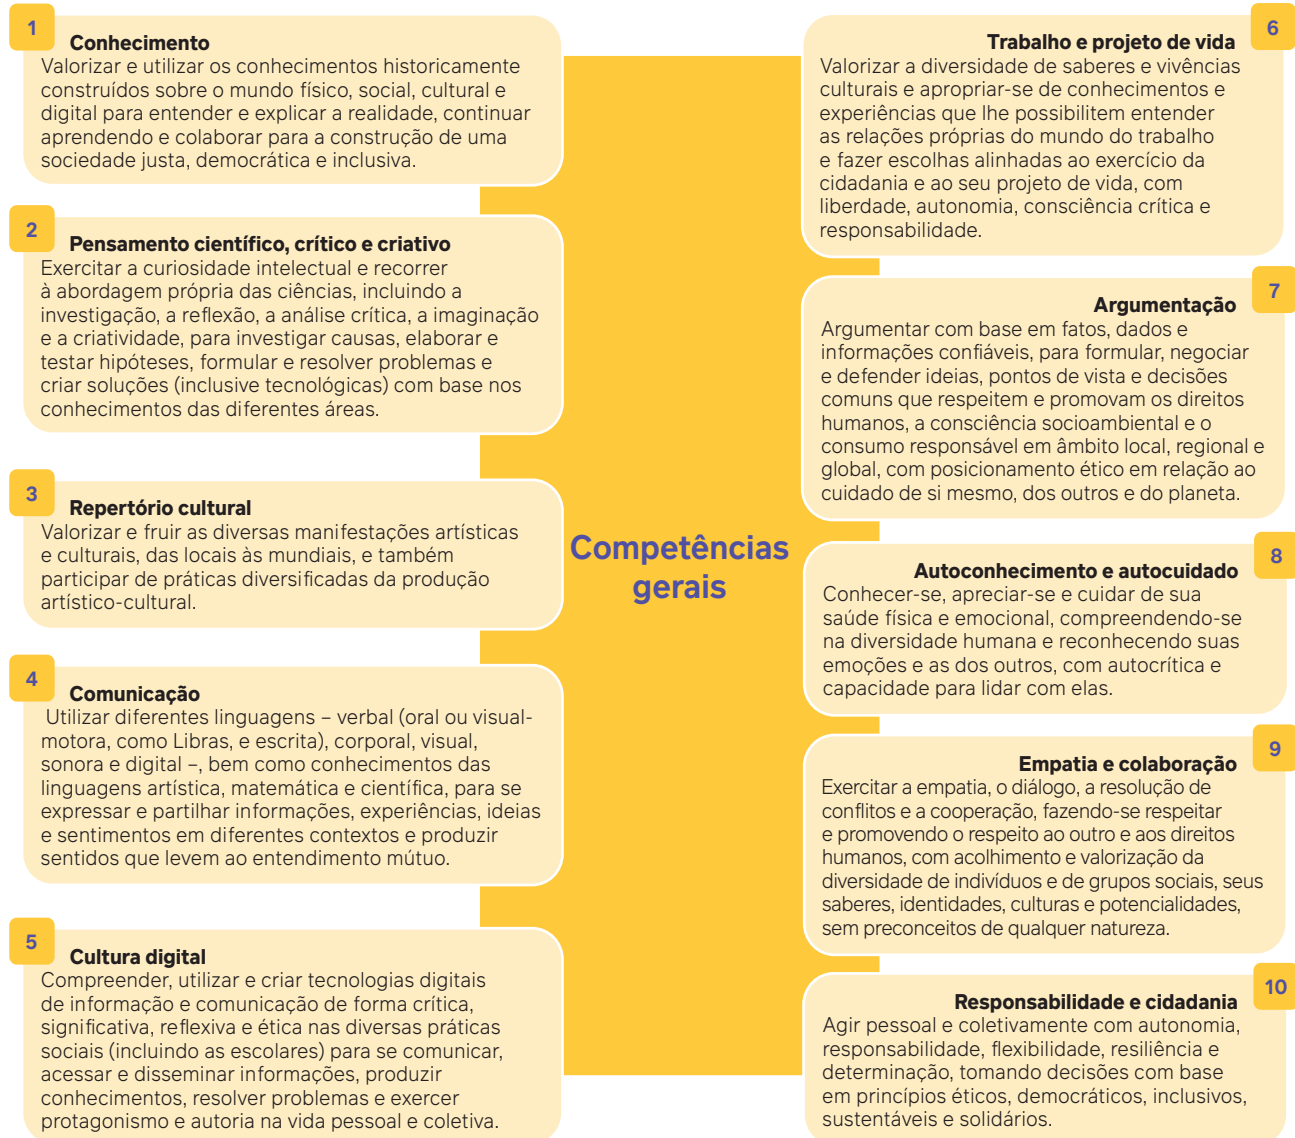 1
Conhecimento
Valorizar e utilizar os conhecimentos historicamente
construídos sobre o mundo físico, social, cultural e
digital para entender e explicar a realidade, continuar
aprendendo e colaborar para a construção de uma
sociedade justa, democrática e inclusiva.
2
Pensamento científico, crítico e criativo
Exercitar a curiosidade intelectual e recorrer
à abordagem própria das ciências, incluindo a
investigação, a reflexão, a análise crítica, a imaginação
e a criatividade, para investigar causas, elaborar e
testar hipóteses, formular e resolver problemas e
criar soluções (inclusive tecnológicas) com base nos
conhecimentos das diferentes áreas.
3
Repertório cultural
Valorizar e fruir as diversas manifestações artísticas
e culturais, das locais às mundiais, e também
participar de práticas diversificadas da produção
artístico-cultural.
4
Comunicação
Utilizar diferentes linguagens – verbal (oral ou visual-
motora, como Libras, e escrita), corporal, visual,
sonora e digital –, bem como conhecimentos das
linguagens artística, matemática e científica, para se
expressar e partilhar informações, experiências, ideias
e sentimentos em diferentes contextos e produzir
sentidos que levem ao entendimento mútuo.
5
Cultura digital
Compreender, utilizar e criar tecnologias digitais
de informação e comunicação de forma crítica,
significativa, reflexiva e ética nas diversas práticas
sociais (incluindo as escolares) para se comunicar,
acessar e disseminar informações, produzir
conhecimentos, resolver problemas e exercer
protagonismo e autoria na vida pessoal e coletiva.
Competências
gerais
6
Trabalho e projeto de vida
Valorizar a diversidade de saberes e vivências
culturais e apropriar-se de conhecimentos e
experiências que lhe possibilitem entender
as relações próprias do mundo do trabalho
e fazer escolhas alinhadas ao exercício da
cidadania e ao seu projeto de vida, com
liberdade, autonomia, consciência crítica e
responsabilidade.
7
Argumentação
Argumentar com base em fatos, dados e
informações confiáveis, para formular, negociar
e defender ideias, pontos de vista e decisões
comuns que respeitem e promovam os direitos
humanos, a consciência socioambiental e o
consumo responsável em âmbito local, regional e
global, com posicionamento ético em relação ao
cuidado de si mesmo, dos outros e do planeta.
8
Autoconhecimento e autocuidado
Conhecer-se, apreciar-se e cuidar de sua
saúde física e emocional, compreendendo-se
na diversidade humana e reconhecendo suas
emoções e as dos outros, com autocrítica e
capacidade para lidar com elas.
9
Empatia e colaboração
Exercitar a empatia, o diálogo, a resolução de
conflitos e a cooperação, fazendo-se respeitar
e promovendo o respeito ao outro e aos direitos
humanos, com acolhimento e valorização da
diversidade de indivíduos e de grupos sociais, seus
saberes, identidades, culturas e potencialidades,
sem preconceitos de qualquer natureza.
10
Responsabilidade e cidadania
Agir pessoal e coletivamente com autonomia,
responsabilidade, flexibilidade, resiliência e
determinação, tomando decisões com base
em princípios éticos, democráticos, inclusivos,
sustentáveis e solidários.